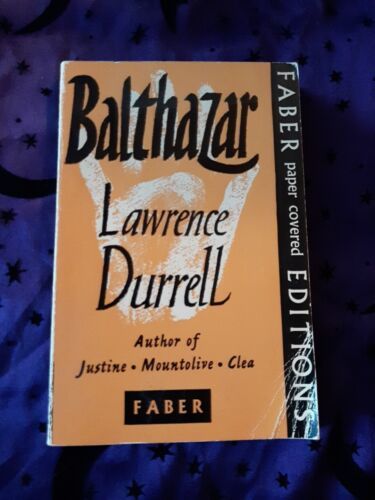 Balthazar
Lawrence
Durrell
Author of
Justine • Mountolive • Clea
FABER
FABER paper covered EDITIONS